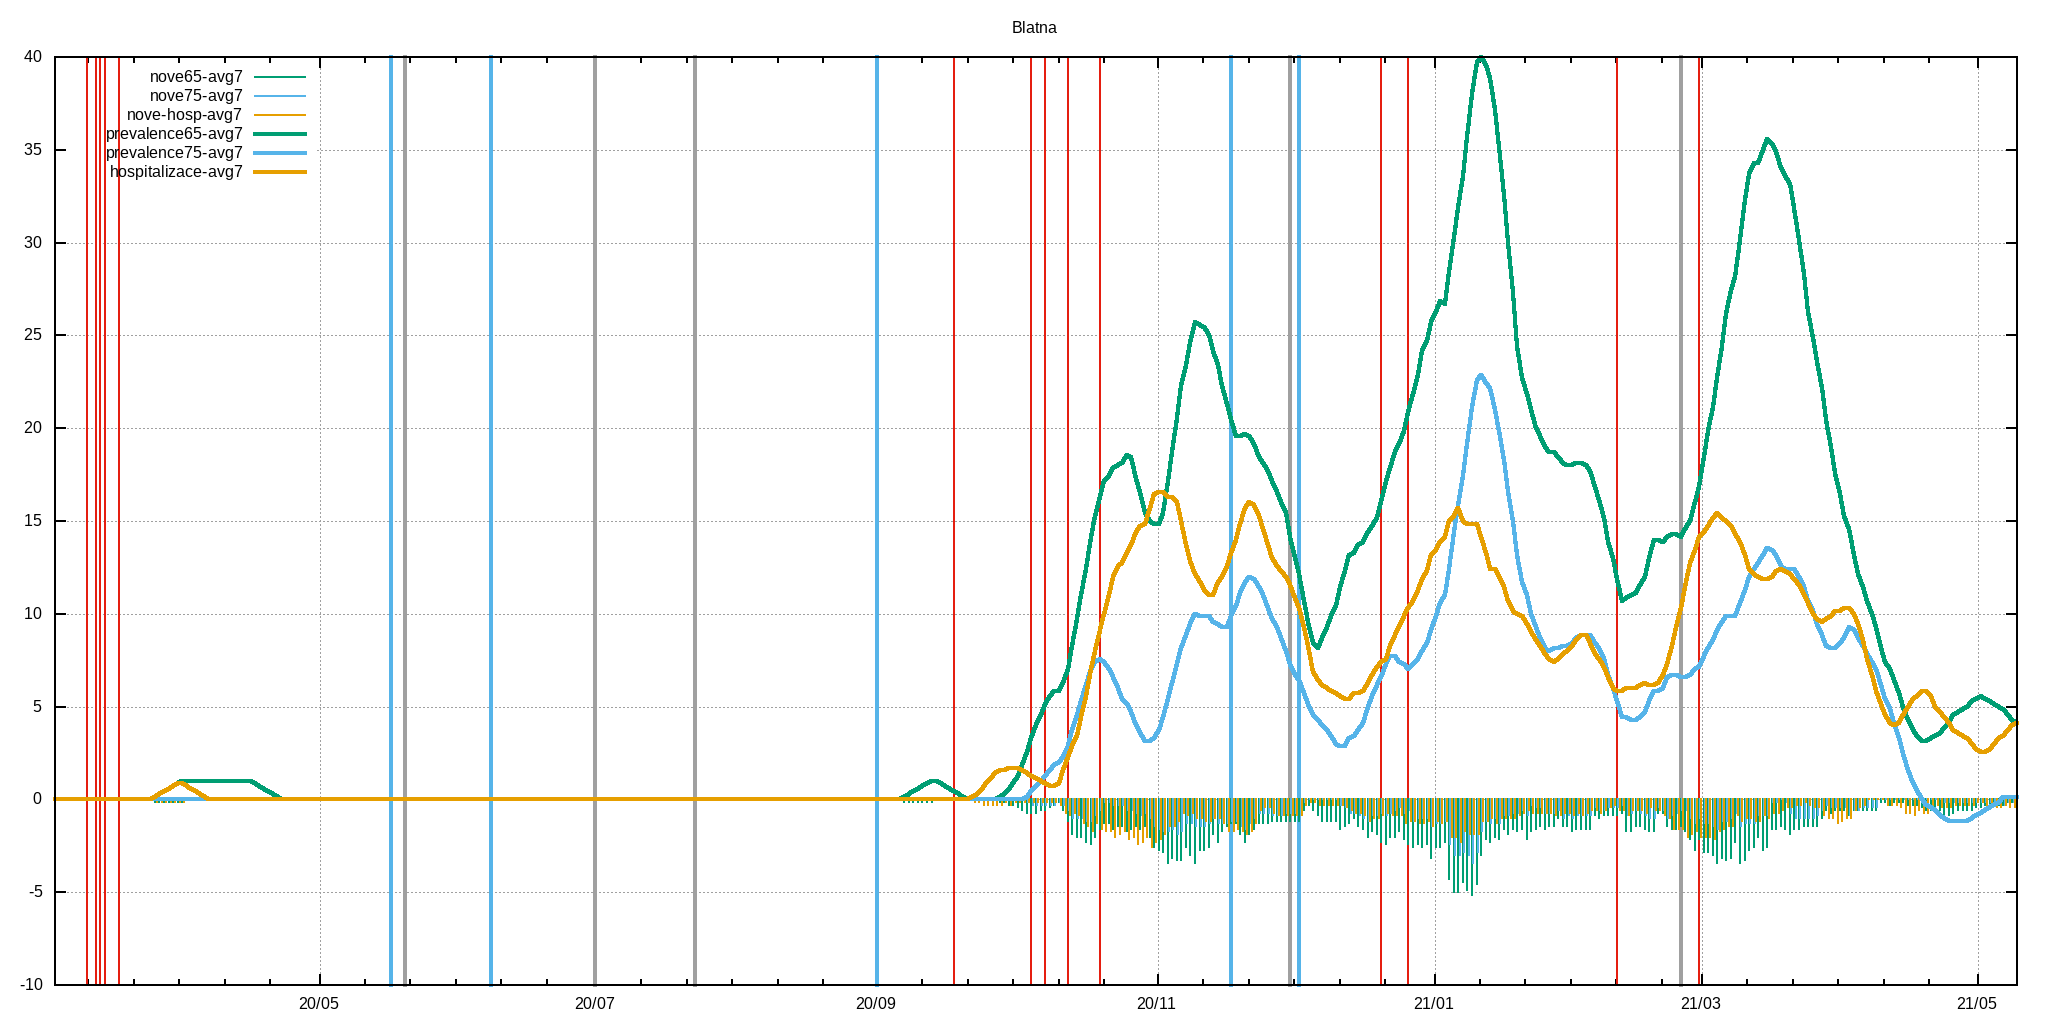 Blatna
40
35
30
25
20
15
10
5
0
-5
-10
nove65-avg7
nove75-avg7
nove-hosp-avg7
prevalence65-avg7
prevalence75-avg7
hospitalizace-avg7
20/05 20/07 20/09 20/11 21/01 21/03 21/05